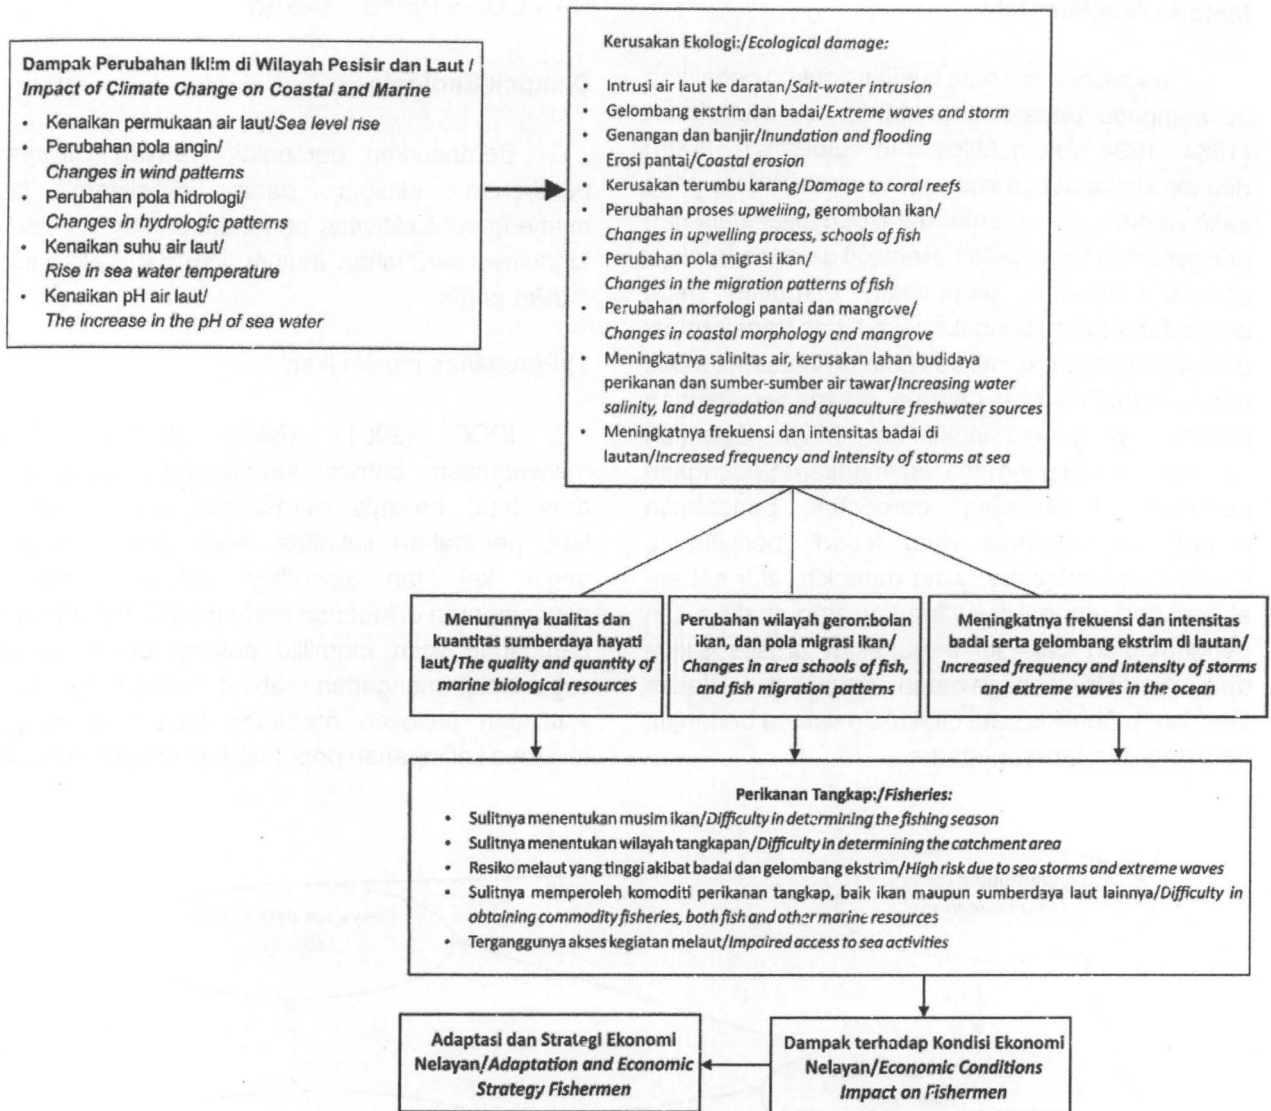 Dampak Perubahan Iklim di Wilayah Pesisir dan Laut /
Impact of Climate Change on Coastal and Marine
• Kenaikan permukaan air laut/Sea level rise
• Perubahan pola angin/
Changes in wind patterns
• Perubahan pola hidrologi/
Changes in hydrologic patterns
• Kenaikan suhu air laut/
Rise in sea water temperature
• Kenaikan pH air laut/
The increase in the pH of sea water
Kerusakan Ekologi:/Ecological damage:
• Intrusi air laut ke daratan/Salt-water intrusion
• Gelombang ekstrim dan badai/Extreme waves and storm
• Genangan dan banjir/Inundation and flooding
• Erosi pantai/Coastal erosion
• Kerusakan terumbu karang/Damage to coral reefs
• Perubahan proses upwelling, gerombolan ikan/
Changes in the upwelling process, schools of fish
• Perubahan pola migrasi ikan/
Changes in the migration patterns of fish
• Perubahan morfologi pantai dan mangrove/
Changes in coastal morphology and mangrove
• Meningkatnya salinitas air, kerusakan lahan budidaya
perikanan dan sumber-sumber air tawar/Increasing water
salinity, land degradation and aquaculture freshwater sources
• Meningkatnya frekuensi dan intensitas badai di
lautan/Increased frequency and intensity of storms at sea
Menurunnya kualitas dan
kuantitas sumberdaya hayati
laut/The quality and quantity of
marine biological resources
Perubahan wilayah gerombolan
ikan, dan pola migrasi ikan/
Changes in area schools of fish,
and fish migration patterns
Meningkatnya frekuensi dan intensitas
badai serta gelombang ekstrim di lautan/
Increased frequency and intensity of storms
and extreme waves in the ocean
Perikanan Tangkap:/Fisheries:
• Sulitnya menentukan musim ikan/Difficulty in determining the fishing season
• Sulitnya menentukan wilayah tangkapan/Difficulty in determining the catchment area
• Resiko melaut yang tinggi akibat badai dan gelombang ekstrim/High risk due to sea storms and extreme waves
• Sulitnya memperoleh komoditi perikanan tangkap, baik ikan maupun sumberdaya laut lainnya/Difficulty in
obtaining commodity fisheries, both fish and other marine resources
• Terganggunya akses kegiatan melaut/Impaired access to sea activities
Adaptasi dan Strategi Ekonomi
Nelayan/Adaptation and Economic
Strategy Fishermen
Dampak terhadap Kondisi Ekonomi
Nelayan/Economic Conditions
Impact on Fishermen